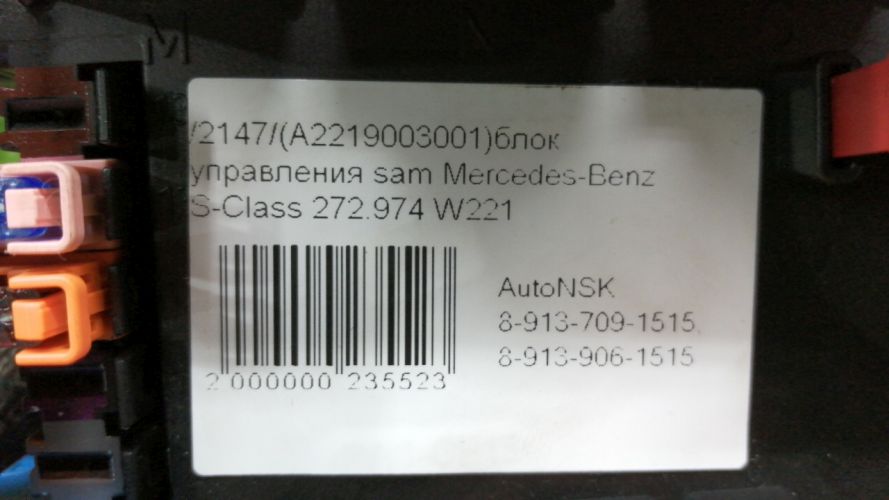 M
/2147/(A2219003001)блок
управления sam Mercedes-Benz
S-Class 272.974 W221
AutoNSK
8-913-709-1515,
8-913-906-1515
2 000000 235523